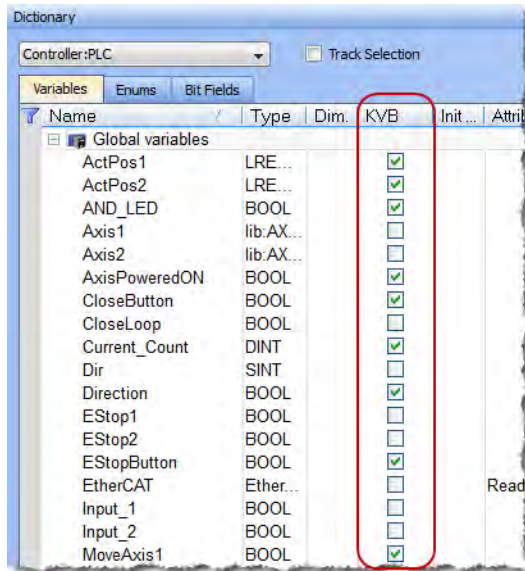 Dictionary
Controller:PLC Track Selection
Variables Enums Bit Fields
Name Type Dim. KVB Init ... Attrib
Global variables
ActPos1 LRE...
ActPos2 LRE...
AND_LED BOOL
Axis1 lib:AX...
Axis2 lib:AX...
AxisPoweredON BOOL
CloseButton BOOL
CloseLoop BOOL
Current_Count DINT
Dir SINT
Direction BOOL
EStop1 BOOL
EStop2 BOOL
EStopButton BOOL
EtherCAT Ether... Read
Input_1 BOOL
Input_2 BOOL
MoveAxis1 BOOL